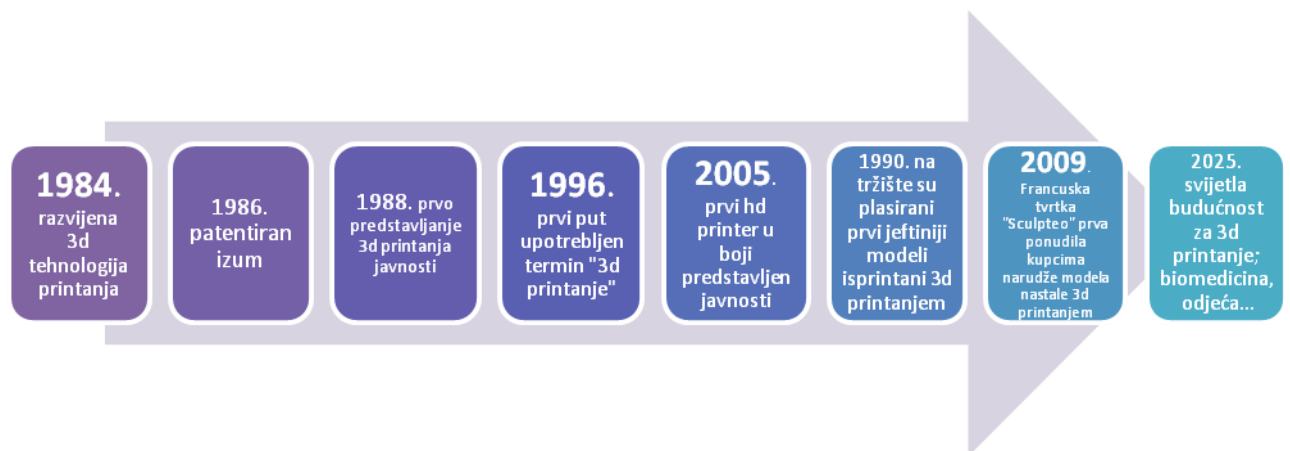 1984.
razvijena
3d
tehnologija
printanja
1986.
patentiran
izum
1988. prvo
predstavljanje
3d printanja
javnosti
1996.
prvi put
upotrebljen
termin "3d
printanje"
2005.
prvi hd
printer u
boji
predstavljen
javnosti
1990. na
tržište su
plasirani
prvi jeftiniji
modeli
isprintani 3d
printanjem
2009.
Francuska
tvrtka
"Sculpteo" prva
ponudila
kupcima
narudže modela
nastale 3d
printanjem
2025.
svijetla
budućnost
za 3d
printanje;
biomedicina,
odjeća...